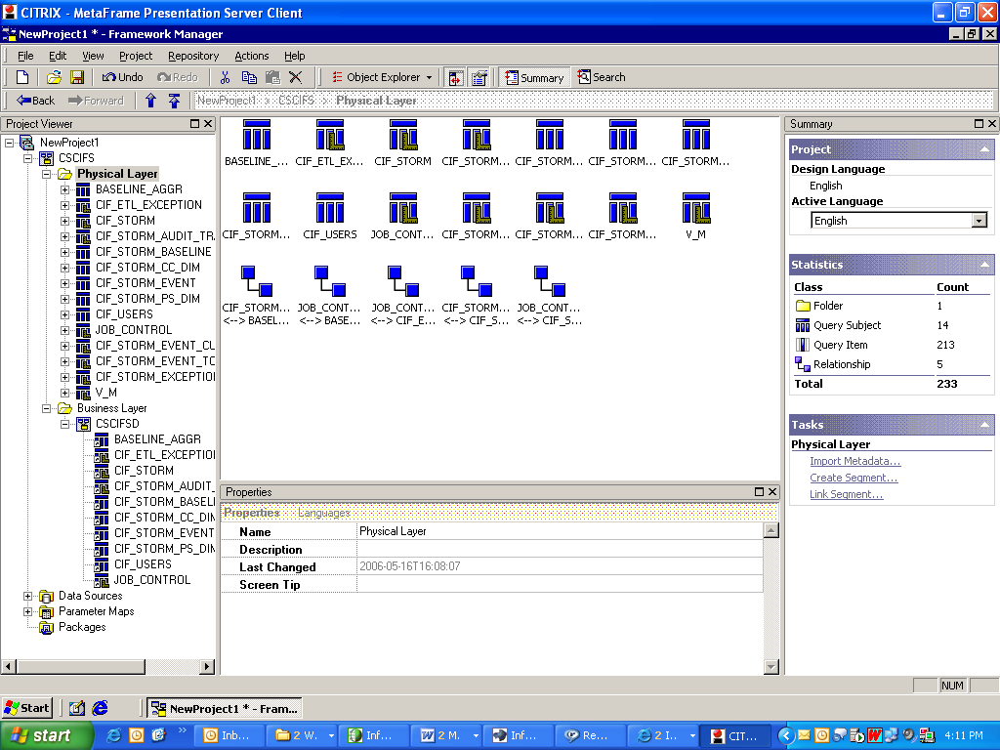 CITRIX - MetaFrame Presentation Server Client
NewProject1 * - Framework Manager
File Edit View Project Repository Actions Help
Undo Redo Object Explorer Summary Search
Back Forward NewProject1 > CSCIFS > Physical Layer
Project Viewer
NewProject1
CSCIFS
Physical Layer
BASELINE_AGGR
CIF_ETL_EXCEPTION
CIF_STORM
CIF_STORM_AUDIT_TR
CIF_STORM_BASELINE
CIF_STORM_CC_DIM
CIF_STORM_EVENT
CIF_STORM_PS_DIM
CIF_USERS
JOB_CONTROL
CIF_STORM_EVENT_CL
CIF_STORM_EVENT_TC
CIF_STORM_EXCEPTIO
V_M
Business Layer
CSCIFSD
BASELINE_AGGR
CIF_ETL_EXCEPTIO
CIF_STORM
CIF_STORM_AUDIT_
CIF_STORM_BASELI
CIF_STORM_CC_DIM
CIF_STORM_EVENT
CIF_STORM_PS_DIM
CIF_USERS
JOB_CONTROL
Data Sources
Parameter Maps
Packages
BASELINE_... CIF_ETL_EX... CIF_STORM CIF_STORM... CIF_STORM... CIF_STORM... CIF_STORM...
CIF_STORM... CIF_USERS JOB_CONT... CIF_STORM... CIF_STORM... CIF_STORM... V_M
CIF_STORM... JOB_CONT... JOB_CONT... CIF_STORM... JOB_CONT...
<--> BASEL... <--> BASE... <--> CIF_E... <--> CIF_S... <--> CIF_S...
Properties
Properties Languages
Name Physical Layer
Description
Last Changed 2006-05-16T16:08:07
Screen Tip
Summary
Project
Design Language
English
Active Language
English
Statistics
Class Count
Folder 1
Query Subject 14
Query Item 213
Relationship 5
Total 233
Tasks
Physical Layer
Import Metadata...
Create Segment...
Link Segment...
NUM
Start NewProject1 * - Fram...
start Inb... 2 W. Inf... 2 M. Inf... Re... 2 I.. CIT... 4:11 PM